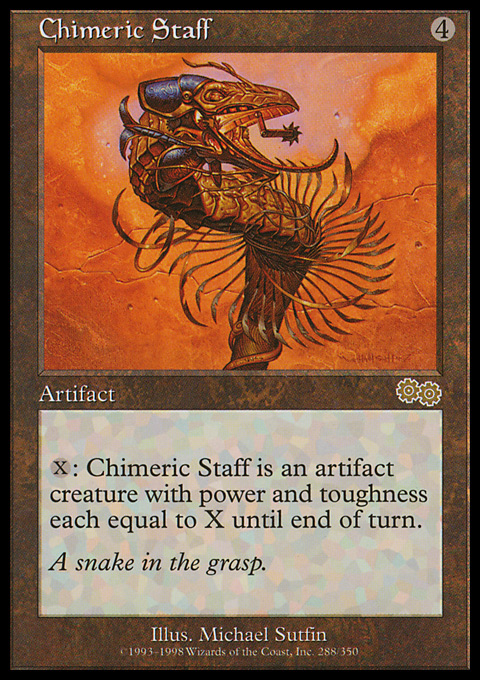 Chimeric Staff
4
Artifact
X: Chimeric Staff is an artifact
creature with power and toughness
each equal to X until end of turn.
A snake in the grasp.
Illus. Michael Sutfin
©1993–1998 Wizards of the Coast, Inc. 288/350